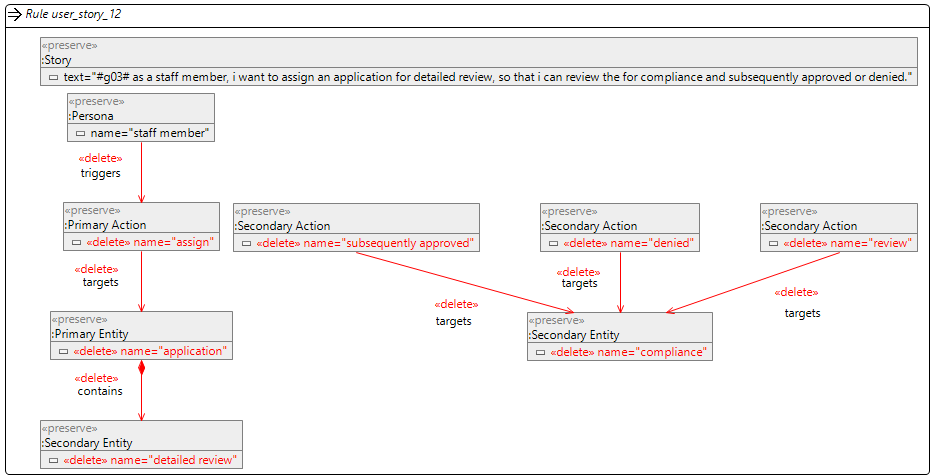 Rule user_story_12
«preserve»
:Story
text="#g03# as a staff member, i want to assign an application for detailed review, so that i can review the for compliance and subsequently approved or denied."
«preserve»
:Persona
name="staff member"
«delete»
triggers
«preserve»
:Primary Action
«delete» name="assign"
«preserve»
:Secondary Action
«delete» name="subsequently approved"
«preserve»
:Secondary Action
«delete» name="denied"
«preserve»
:Secondary Action
«delete» name="review"
«delete»
targets
«delete»
targets
«delete»
targets
«delete»
targets
«preserve»
:Primary Entity
«delete» name="application"
«preserve»
:Secondary Entity
«delete» name="compliance"
«delete»
contains
«preserve»
:Secondary Entity
«delete» name="detailed review"